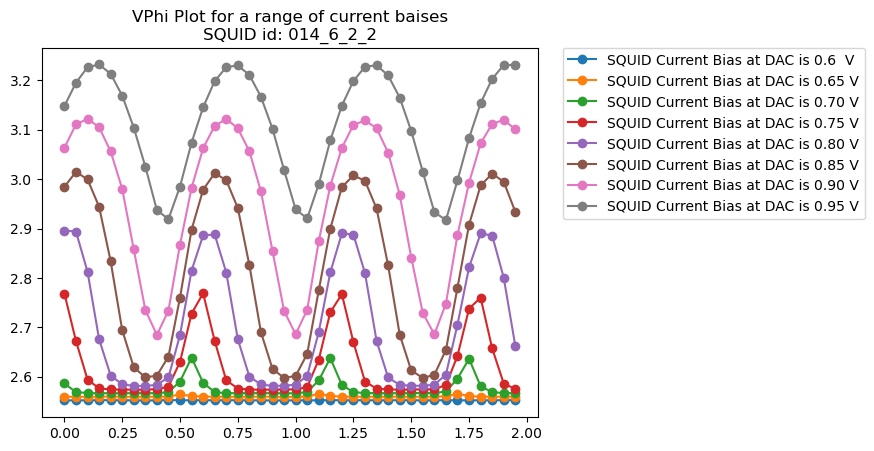 VPhi Plot for a range of current baises
SQUID id: 014_6_2_2
3.2
3.1
3.0
2.9
2.8
2.7
2.6
0.00 0.25 0.50 0.75 1.00 1.25 1.50 1.75 2.00
SQUID Current Bias at DAC is 0.6  V
SQUID Current Bias at DAC is 0.65 V
SQUID Current Bias at DAC is 0.70 V
SQUID Current Bias at DAC is 0.75 V
SQUID Current Bias at DAC is 0.80 V
SQUID Current Bias at DAC is 0.85 V
SQUID Current Bias at DAC is 0.90 V
SQUID Current Bias at DAC is 0.95 V